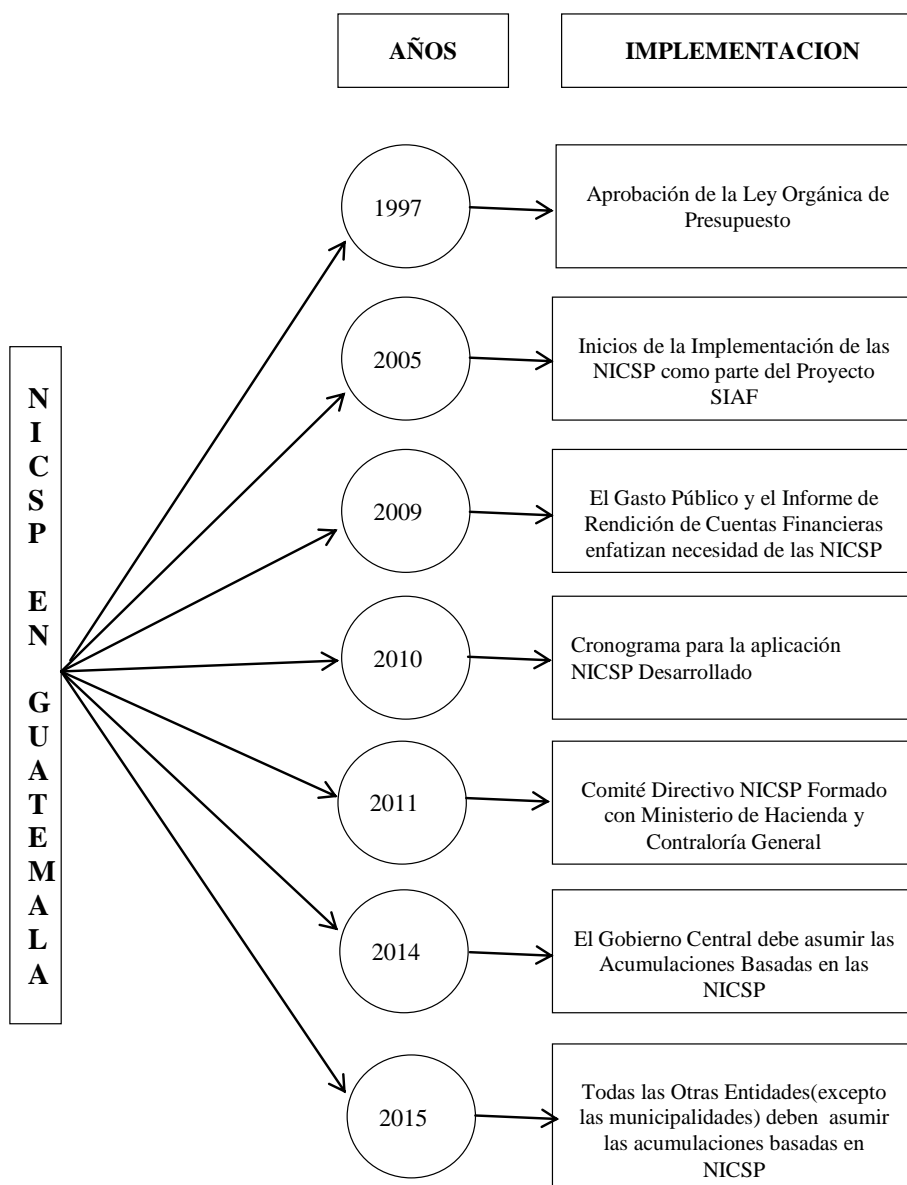 AÑOS
IMPLEMENTACION
NICSP EN GUATEMALA
1997
Aprobación de la Ley Orgánica de
Presupuesto
2005
Inicios de la Implementación de las
NICSP como parte del Proyecto
SIAF
2009
El Gasto Público y el Informe de
Rendición de Cuentas Financieras
enfatizan necesidad de las NICSP
2010
Cronograma para la aplicación
NICSP Desarrollado
2011
Comité Directivo NICSP Formado
con Ministerio de Hacienda y
Contraloría General
2014
El Gobierno Central debe asumir las
Acumulaciones Basadas en las
NICSP
2015
Todas las Otras Entidades(excepto
las municipalidades) deben  asumir
las acumulaciones basadas en
NICSP